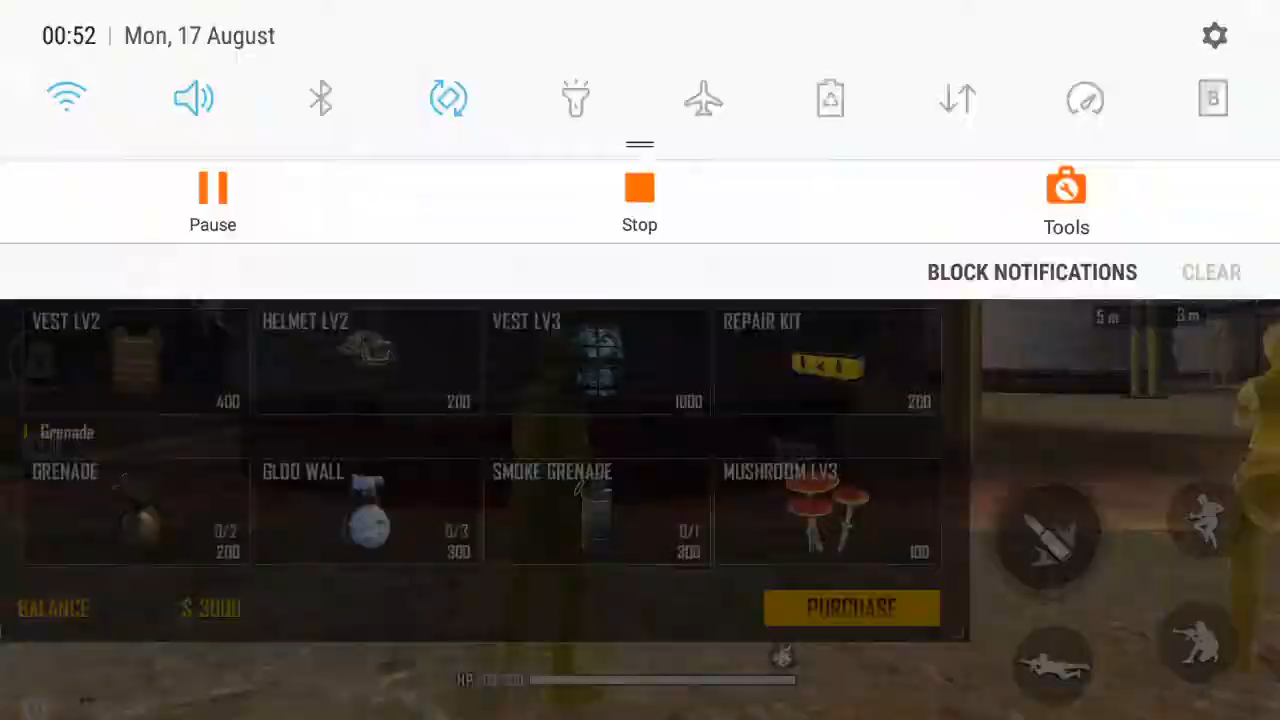 00:52 | Mon, 17 August
B
Pause
Stop
Tools
BLOCK NOTIFICATIONS
CLEAR
VEST LV2
HELMET LV2
VEST LV3
REPAIR KIT
5 m
3 m
400
200
1000
200
Grenade
GRENADE
GLOO WALL
SMOKE GRENADE
MUSHROOM LV3
0/2
0/3
0/1
200
300
300
100
BALANCE
$ 3000
PURCHASE
HP